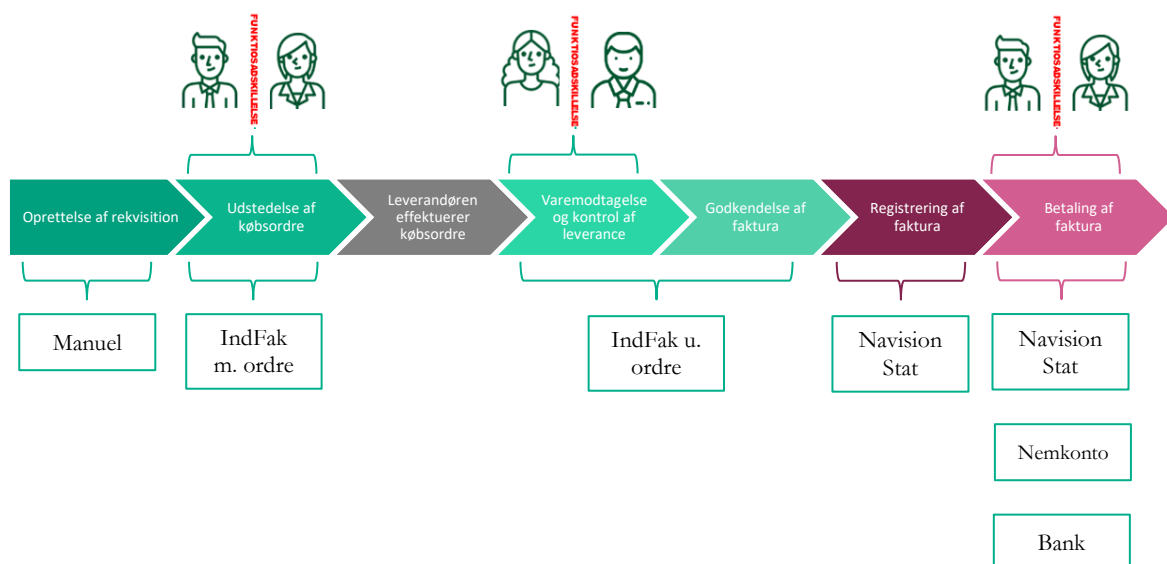 FUNKTIOSADSKILLELSE
FUNKTIOSADSKILLELSE
FUNKTIOSADSKILLELSE
Oprettelse af rekvisition
Udstedelse af
købsordre
Leverandøren
effektuerer
købsordre
Varemodtagelse
og kontrol af
leverance
Godkendelse af
faktura
Registrering af
faktura
Betaling af
faktura
Manuel
IndFak
m. ordre
IndFak u.
ordre
Navision
Stat
Navision
Stat
Nemkonto
Bank